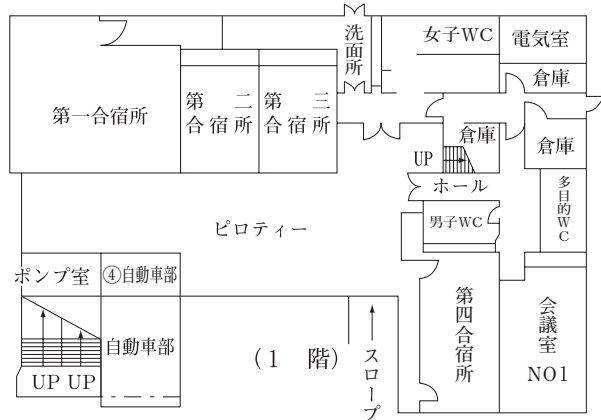 洗面所
女子WC
電気室
倉庫
第一合宿所
第二
合宿所
第三
合宿所
倉庫
倉庫
UP
ホール
多目的WC
男子WC
ピロティー
ポンプ室
④自動車部
自動車部
UP UP
(1 階)
スロープ
第四合宿所
会議室
NO1